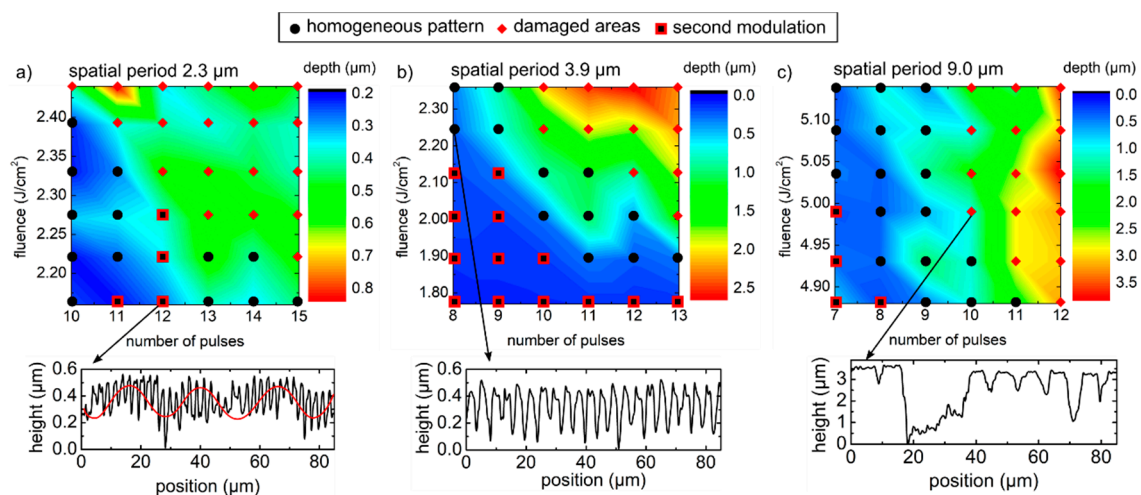 homogeneous pattern damaged areas second modulation
a) spatial period 2.3 µm depth (µm)
b) spatial period 3.9 µm depth (µm)
c) spatial period 9.0 µm depth (µm)
fluence (J/cm²)
2.40
2.35
2.30
2.25
2.20
10 11 12 13 14 15
number of pulses
0.2
0.3
0.4
0.5
0.6
0.7
0.8
fluence (J/cm²)
2.30
2.20
2.10
2.00
1.90
1.80
8 9 10 11 12 13
number of pulses
0.0
0.5
1.0
1.5
2.0
2.5
fluence (J/cm²)
5.10
5.05
5.00
4.95
4.90
7 8 9 10 11 12
number of pulses
0.0
0.5
1.0
1.5
2.0
2.5
3.0
3.5
height (µm)
0.6
0.4
0.2
0.0
0 20 40 60 80
position (µm)
height (µm)
0.6
0.4
0.2
0.0
0 20 40 60 80
position (µm)
height (µm)
3
2
1
0
0 20 40 60 80
position (µm)